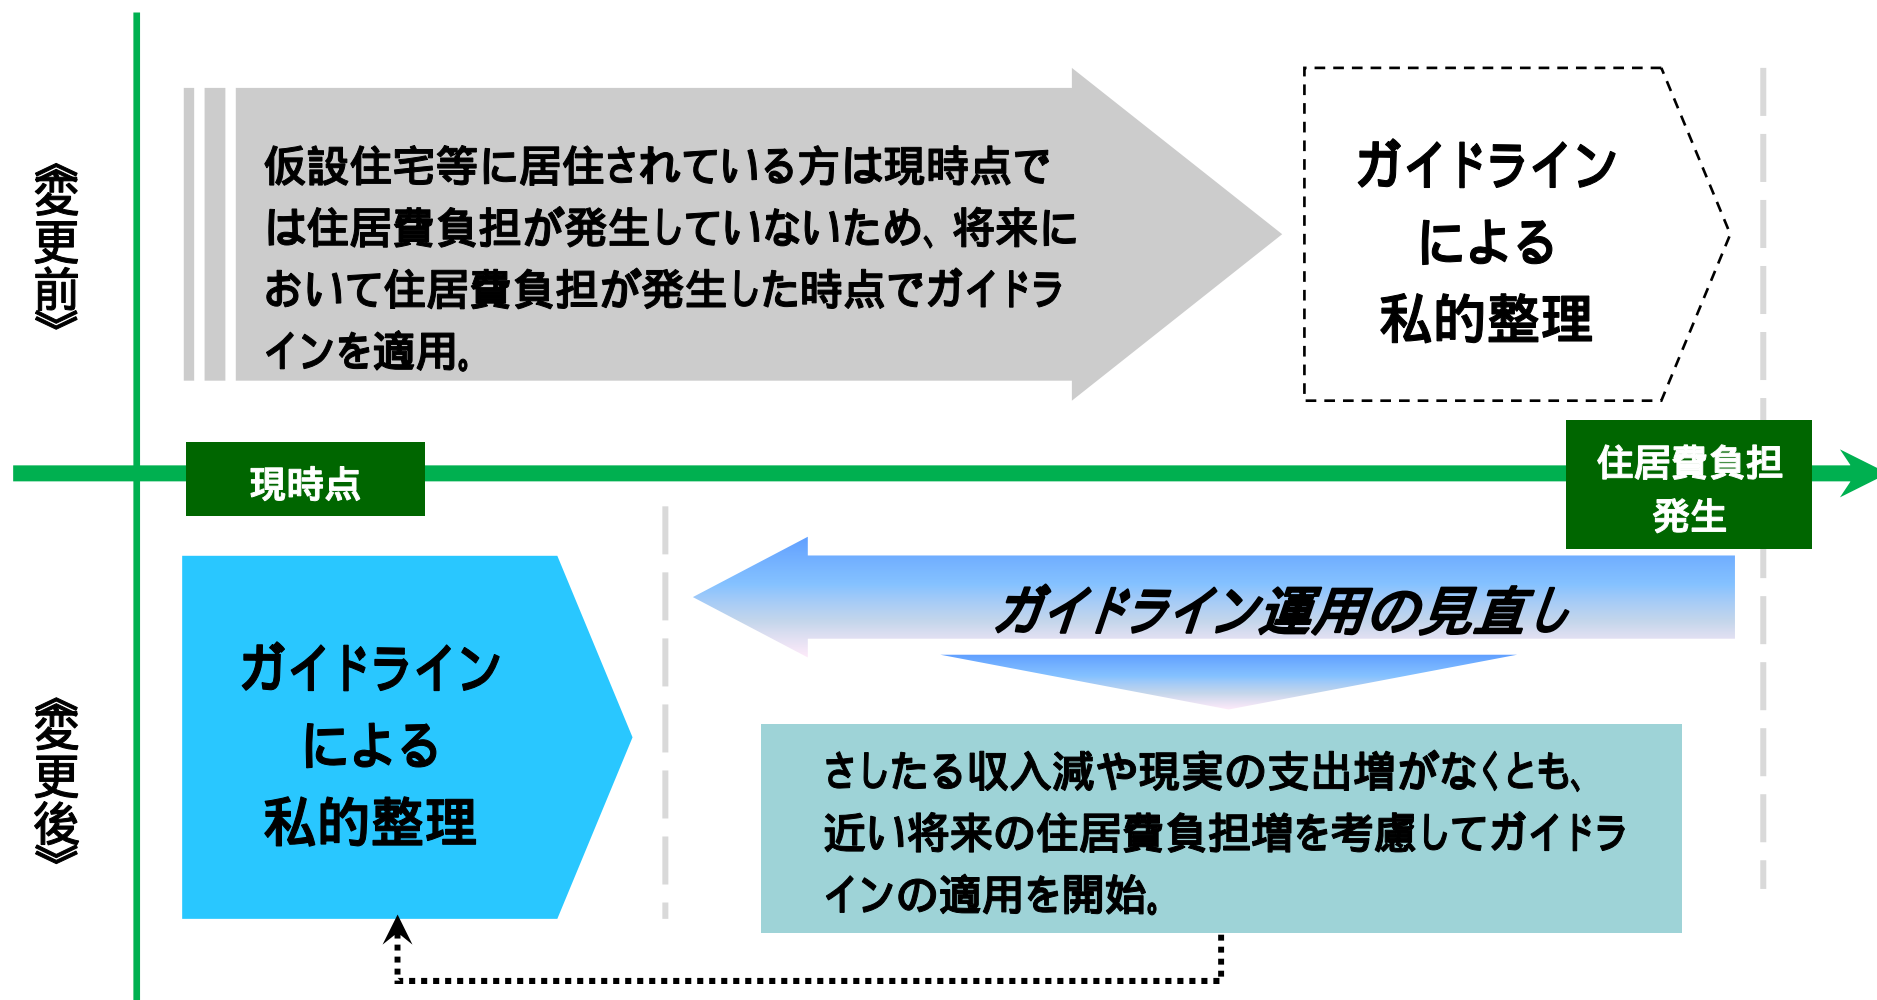 《変更前》
仮設住宅等に居住されている方は現時点で
は住居費負担が発生していないため、将来に
おいて住居費負担が発生した時点でガイドラ
インを適用。
ガイドライン
による
私的整理
現時点
住居費負担
発生
《変更後》
ガイドライン
による
私的整理
ガイドライン運用の見直し
さしたる収入減や現実の支出増がなくとも、
近い将来の住居費負担増を考慮してガイドラ
インの適用を開始。